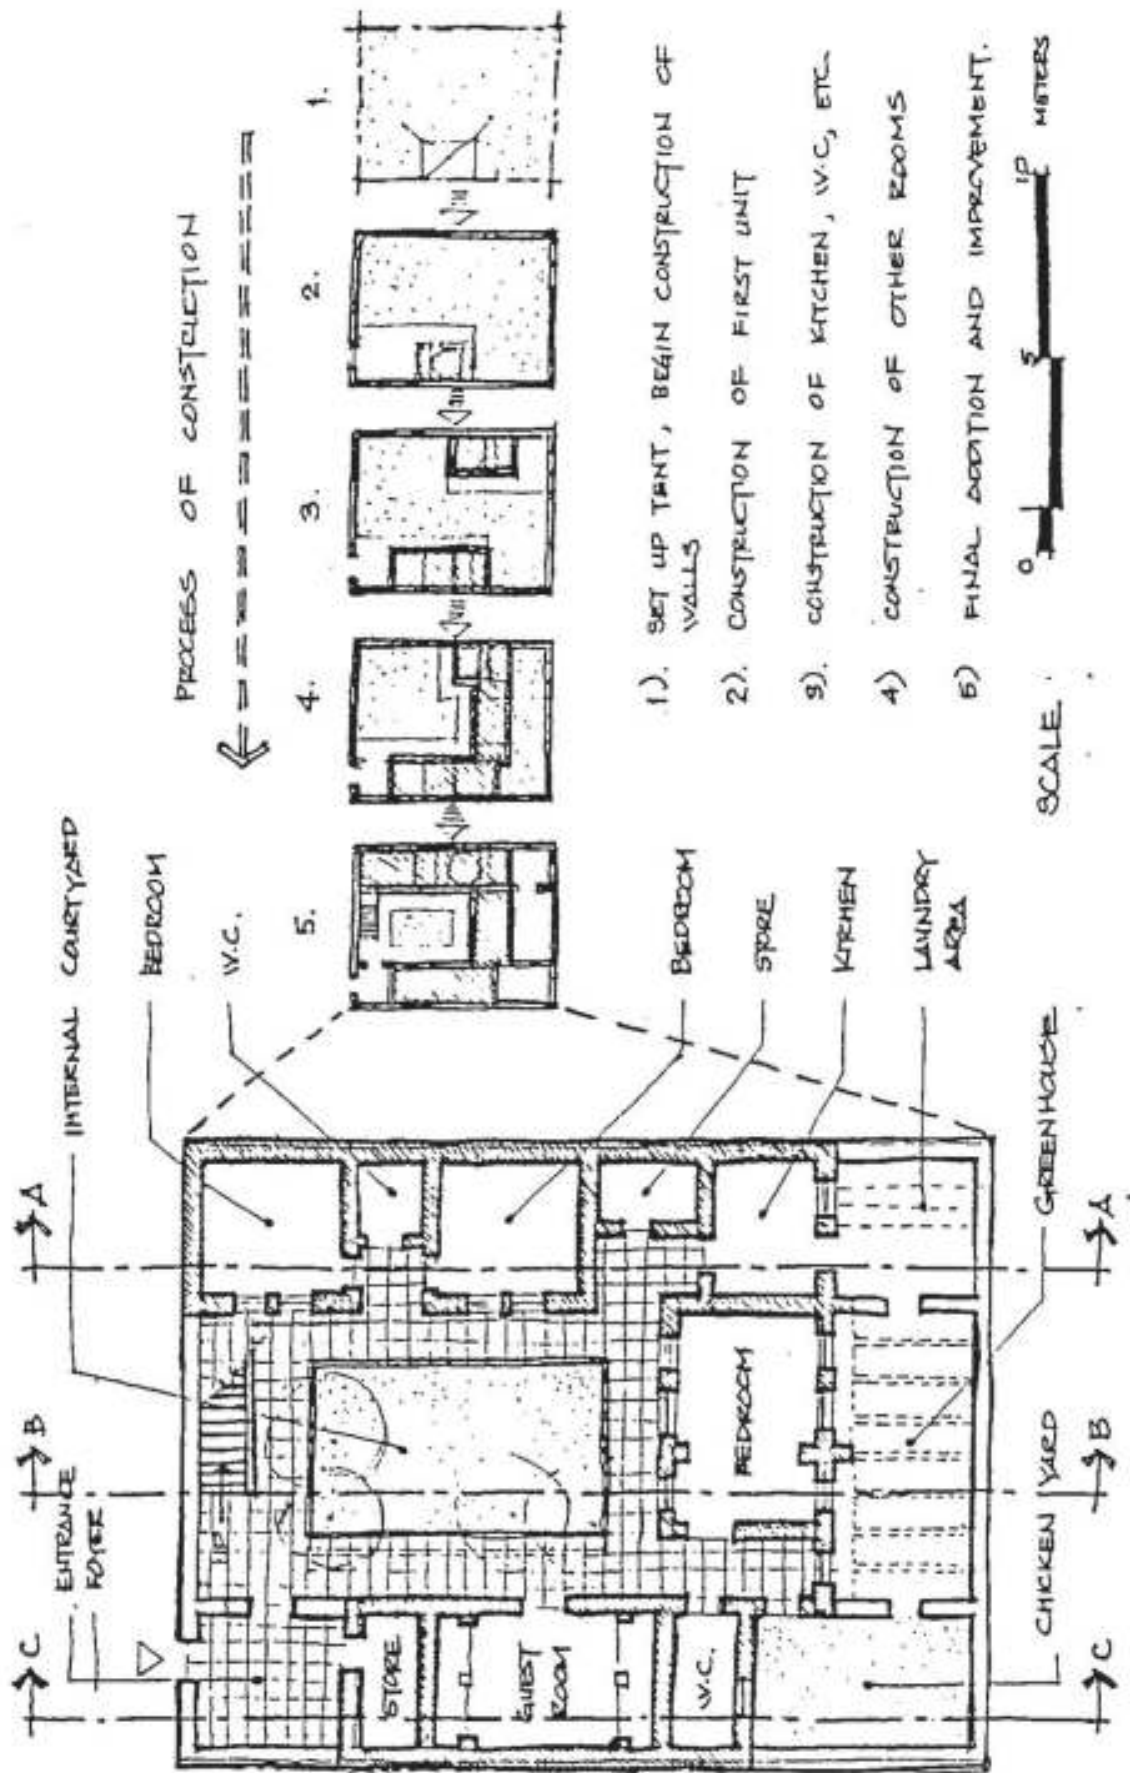 PROCESS OF CONSTRUCTION
5.
4.
3.
2.
1.
1). SET UP TENT, BEGIN CONSTRUCTION OF
WALLS
2). CONSTRUCTION OF FIRST UNIT
3). CONSTRUCTION OF KITCHEN, W.C, ETC.
4) CONSTRUCTION OF OTHER ROOMS
5) FINAL ADDITION AND IMPROVEMENT.
SCALE
0
1
5
10
METERS
C
ENTRANCE
FOYER
B
A
INTERNAL COURTYARD
BEDROOM
W.C.
UP
STORE
GUEST
ROOM
W.C.
BEDROOM
BEDROOM
STORE
KITCHEN
LAUNDRY
AREA
GREENHOUSE
CHICKEN YARD
C
B
A